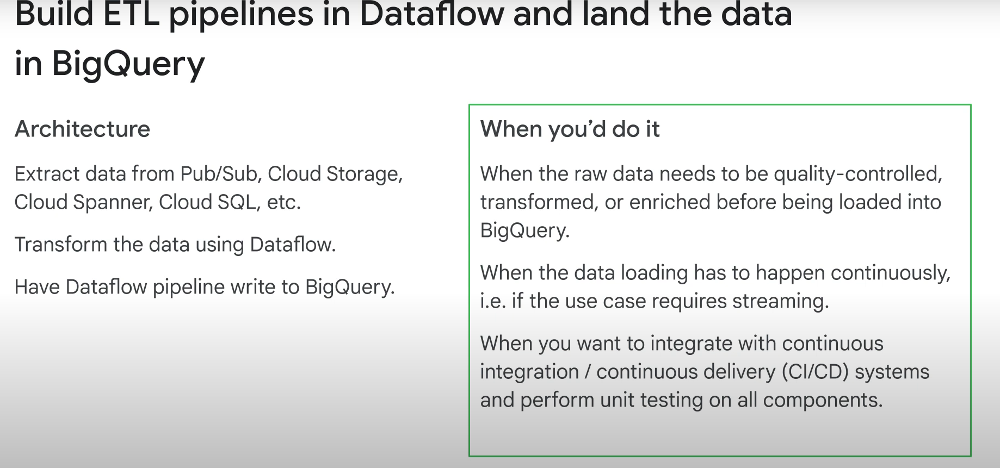 Build ETL pipelines in Dataflow and land the data
in BigQuery
Architecture
Extract data from Pub/Sub, Cloud Storage,
Cloud Spanner, Cloud SQL, etc.
Transform the data using Dataflow.
Have Dataflow pipeline write to BigQuery.
When you’d do it
When the raw data needs to be quality-controlled,
transformed, or enriched before being loaded into
BigQuery.
When the data loading has to happen continuously,
i.e. if the use case requires streaming.
When you want to integrate with continuous
integration / continuous delivery (CI/CD) systems
and perform unit testing on all components.